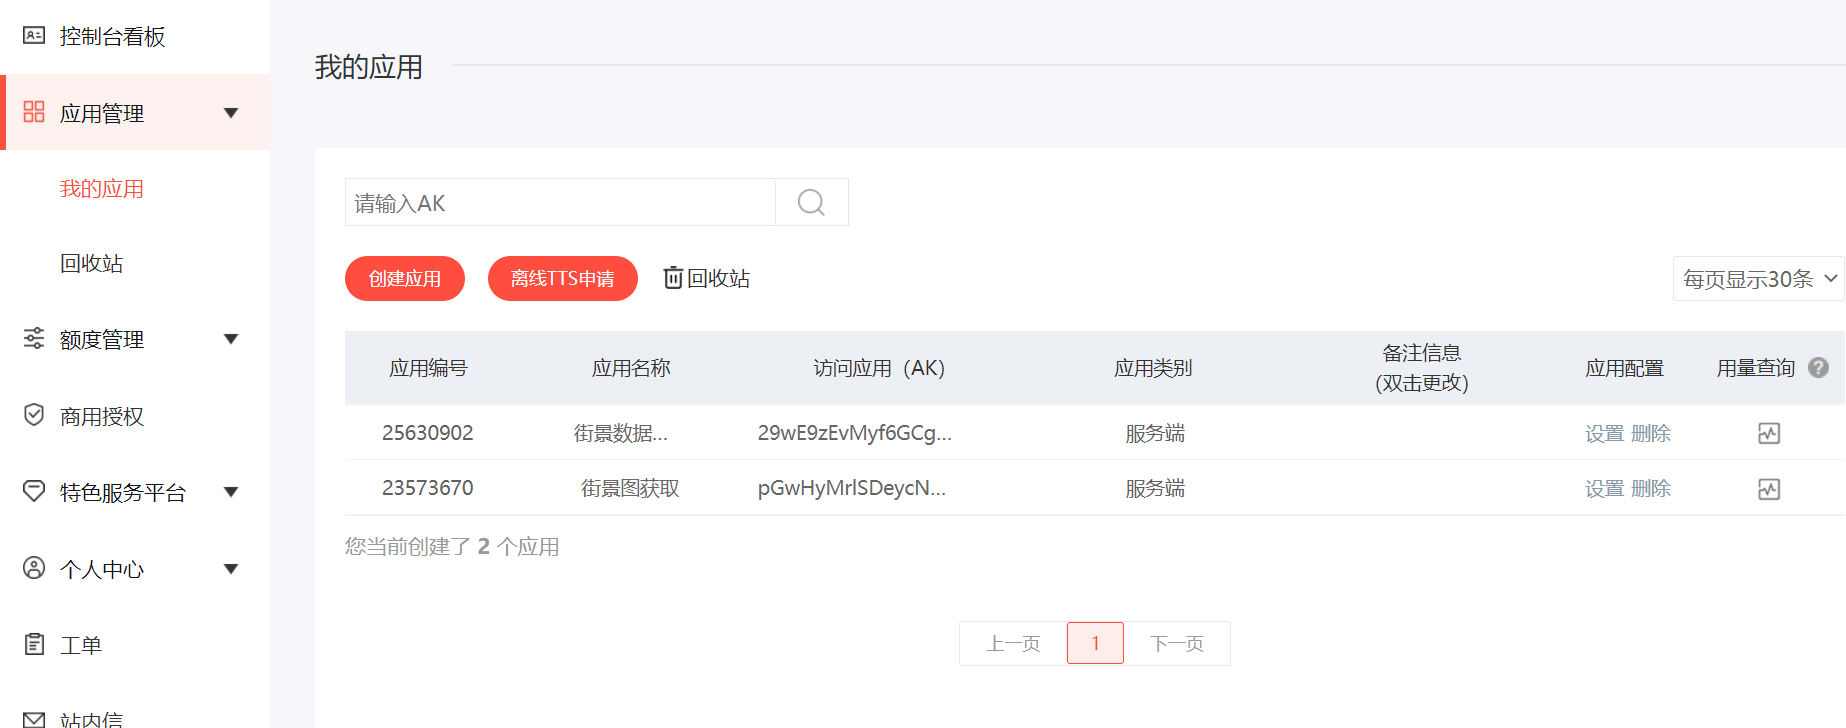 控制台看板
应用管理
我的应用
回收站
额度管理
商用授权
特色服务平台
个人中心
工单
站内信
我的应用
请输入AK
创建应用 离线TTS申请 回收站 每页显示30条
应用编号 应用名称 访问应用（AK） 应用类别 备注信息 (双击更改) 应用配置 用量查询 ?
25630902 街景数据... 29wE9zEvMyf6GCg... 服务端 设置 删除
23573670 街景图获取 pGwHyMrlSDeycN... 服务端 设置 删除
您当前创建了 2 个应用
上一页 1 下一页